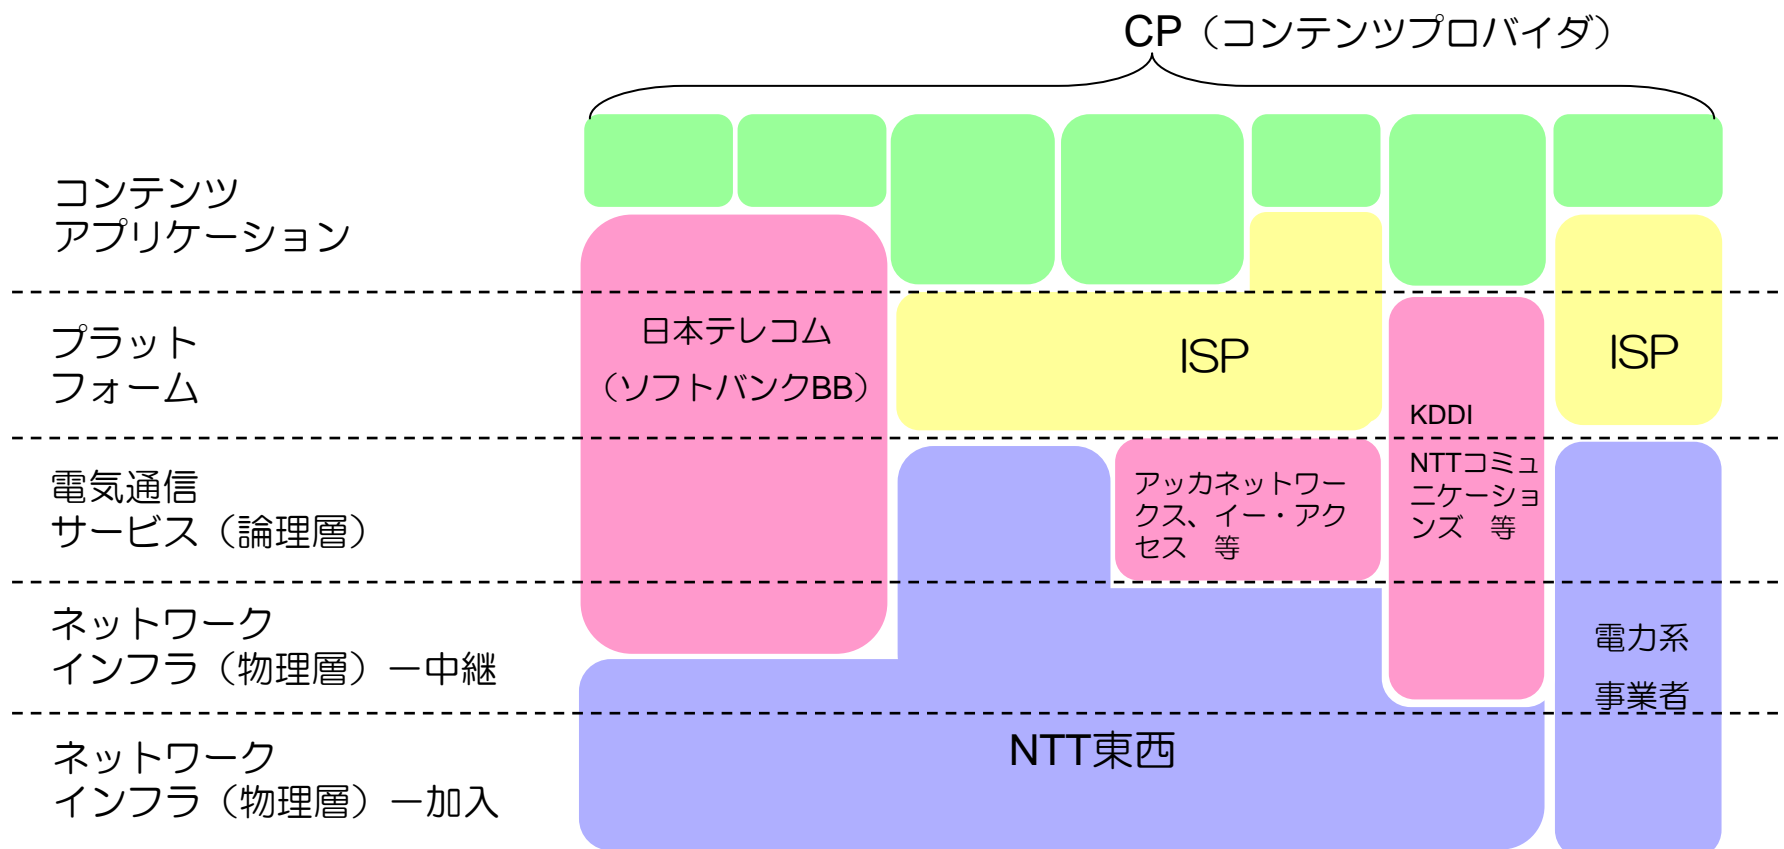 CP（コンテンツプロバイダ）
コンテンツ
アプリケーション
プラット
フォーム
日本テレコム
（ソフトバンクBB）
ISP
ISP
KDDI
NTTコミュ
ニケーショ
ンズ　等
電気通信
サービス（論理層）
アッカネットワー
クス、イー・アク
セス　等
ネットワーク
インフラ（物理層）－中継
電力系
事業者
ネットワーク
インフラ（物理層）－加入
NTT東西